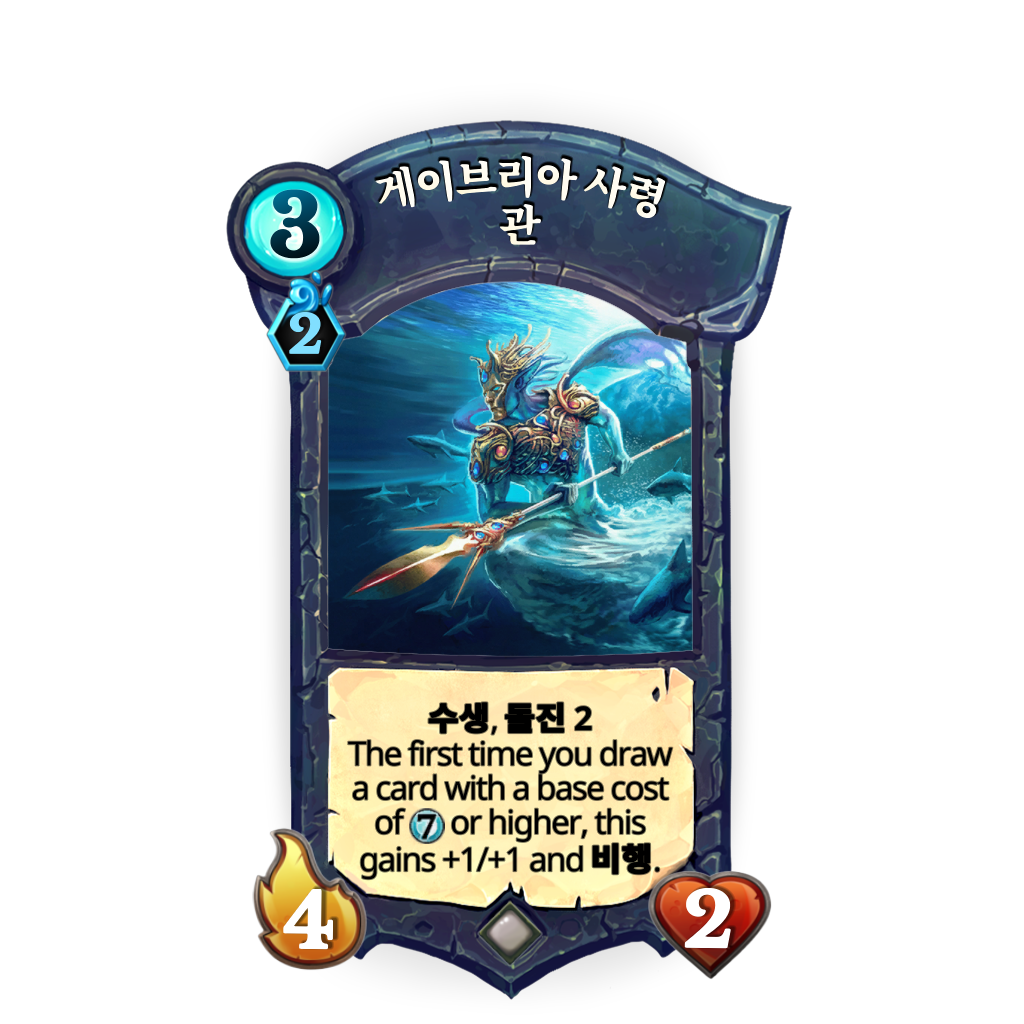 3
게이브리아 사령
관
2
수생, 돌진 2
The first time you draw
a card with a base cost
of 7 or higher, this
gains +1/+1 and 비행.
4
2